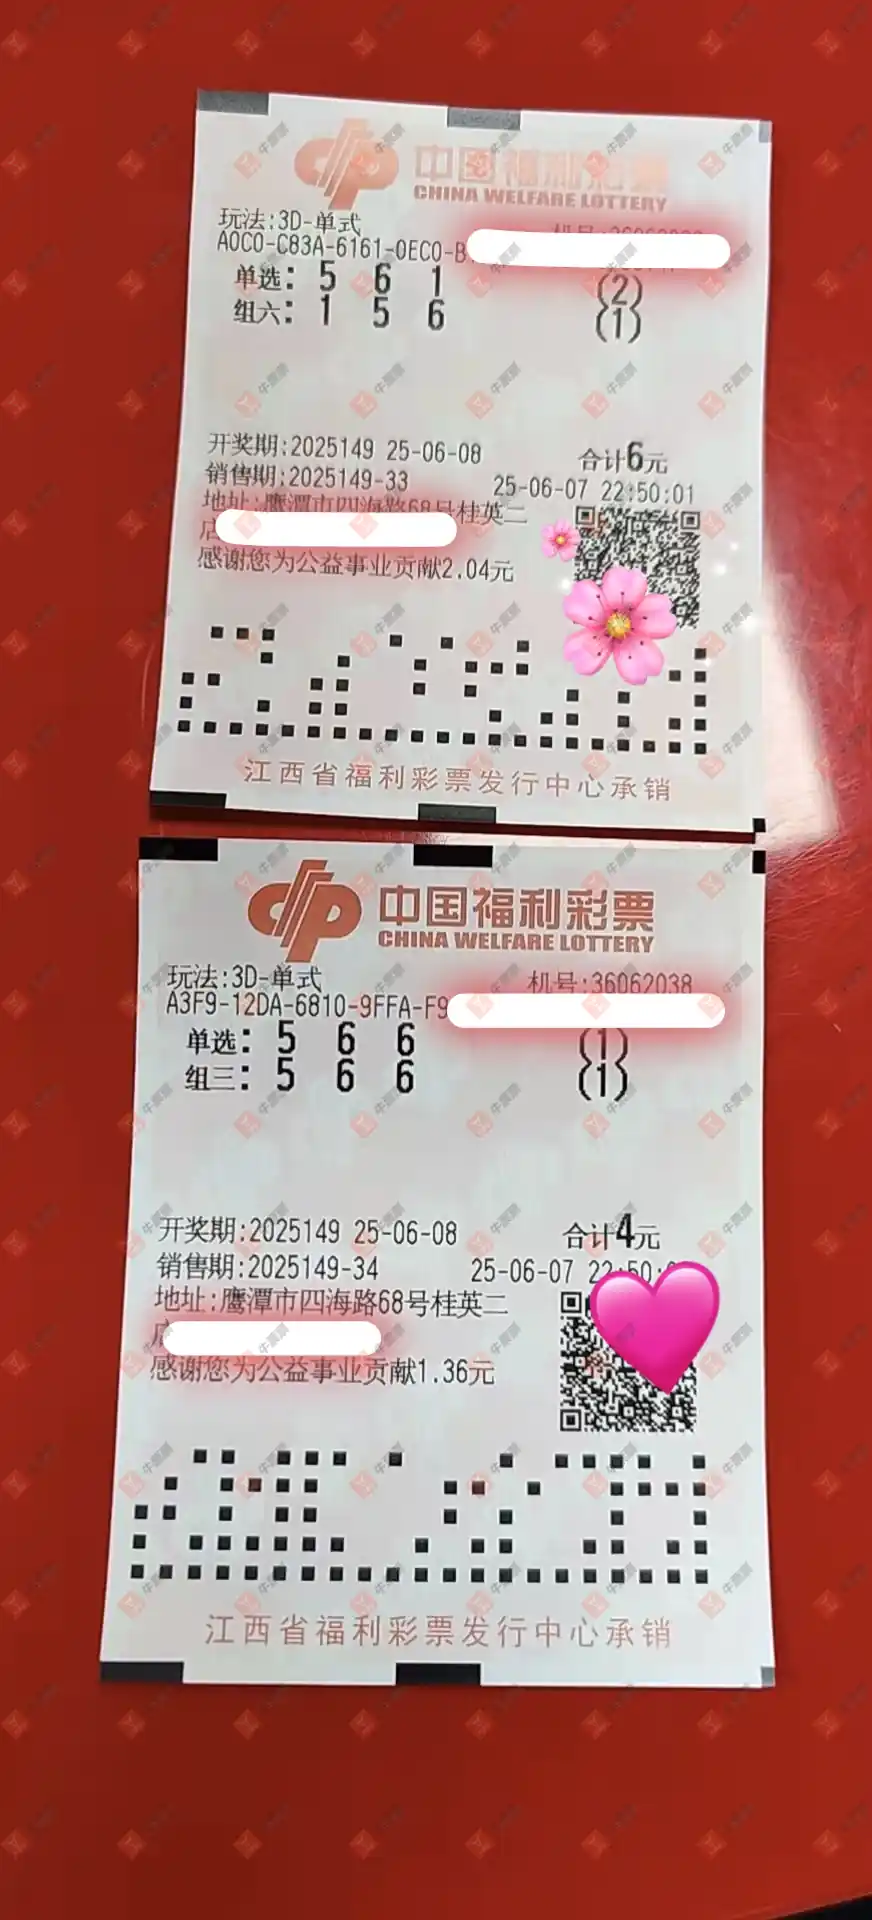 中国福利彩票
CHINA WELFARE LOTTERY
玩法:3D-单式
A0C0-C83A-6161-0EC0-B
单选: 5 6 1 (2)
组六: 1 5 6 (1)
开奖期:2025149 25-06-08 合计6元
销售期:2025149-33 25-06-07 22:50:01
地址:鹰潭市四海路68号桂英二
店
感谢您为公益事业贡献2.04元
江西省福利彩票发行中心承销
中国福利彩票
CHINA WELFARE LOTTERY
玩法:3D-单式 机号:36062038
A3F9-12DA-6810-9FFA-F9
单选: 5 6 6 (1)
组三: 5 6 6 (1)
开奖期:2025149 25-06-08 合计4元
销售期:2025149-34 25-06-07 22:50:
地址:鹰潭市四海路68号桂英二
店
感谢您为公益事业贡献1.36元
江西省福利彩票发行中心承销